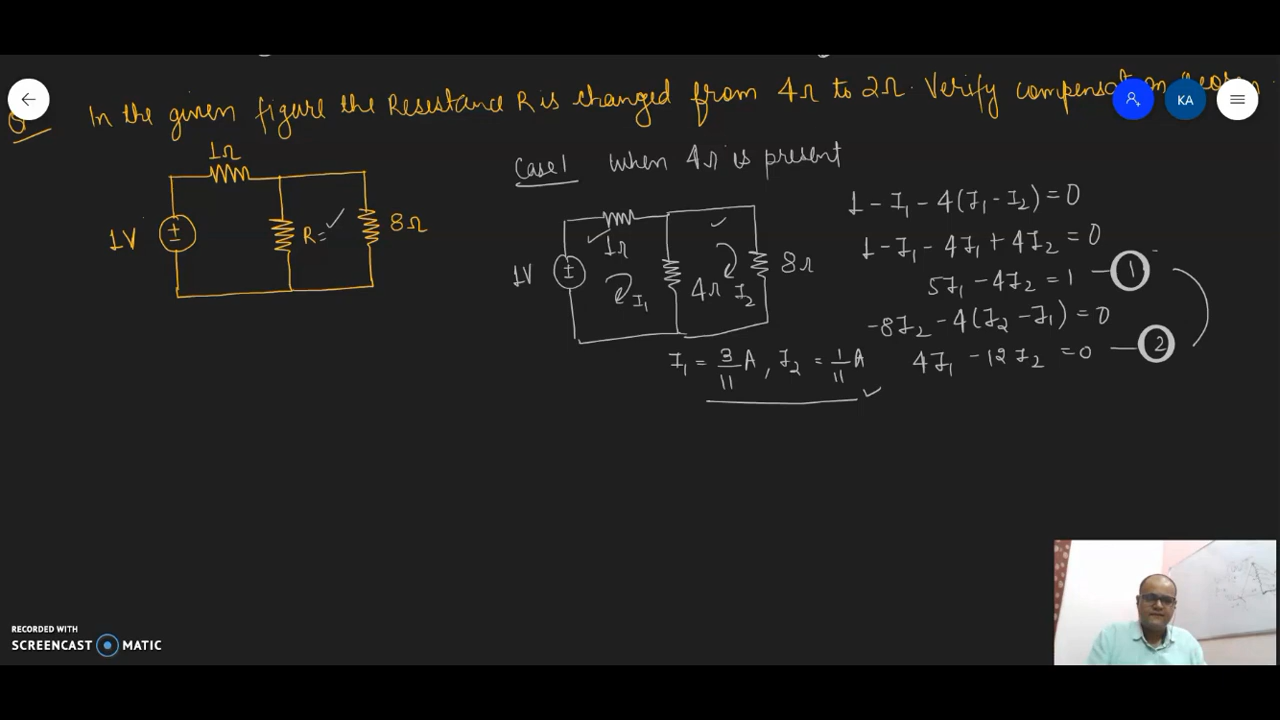 Q In the given figure the Resistance R is changed from 4Ω to 2Ω. Verify
KA
1Ω
1V
R=
8Ω
Case1 when 4Ω is present
1Ω
1V
I1
4Ω
I2
8Ω
1 - I1 - 4(I1 - I2) = 0
1 - I1 - 4I1 + 4I2 = 0
5I1 - 4I2 = 1 — 1
-8I2 - 4(I2 - I1) = 0
4I1 - 12I2 = 0 — 2
I1 = 3/11 A, I2 = 1/11 A
RECORDED WITH
SCREENCAST MATIC